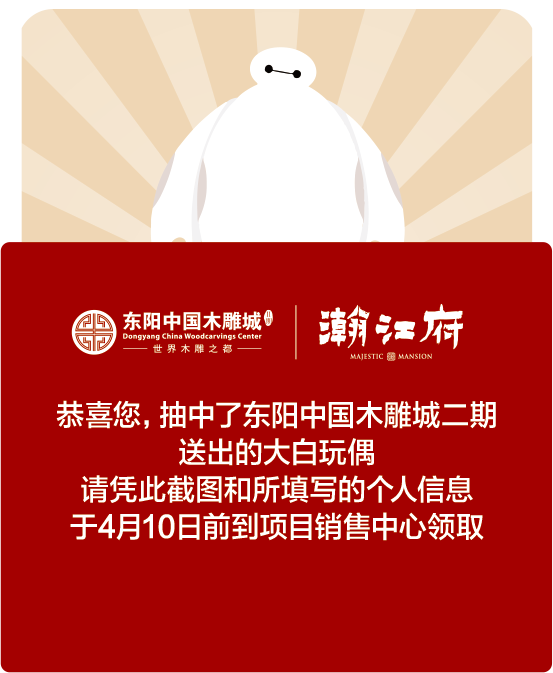 东阳中国木雕城
Dongyang China Woodcarvings Center
世界木雕之都
瀚江府
MAJESTIC MANSION
恭喜您，抽中了东阳中国木雕城二期
送出的大白玩偶
请凭此截图和所填写的个人信息
于4月10日前到项目销售中心领取